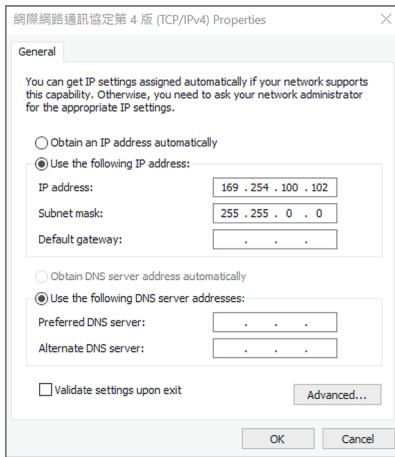 網際網路通訊協定第 4 版 (TCP/IPv4) Properties
General
You can get IP settings assigned automatically if your network supports
this capability. Otherwise, you need to ask your network administrator
for the appropriate IP settings.
Obtain an IP address automatically
Use the following IP address:
IP address: 169 . 254 . 100 . 102
Subnet mask: 255 . 255 . 0 . 0
Default gateway: . . .
Obtain DNS server address automatically
Use the following DNS server addresses:
Preferred DNS server: . . .
Alternate DNS server: . . .
Validate settings upon exit
Advanced...
OK Cancel